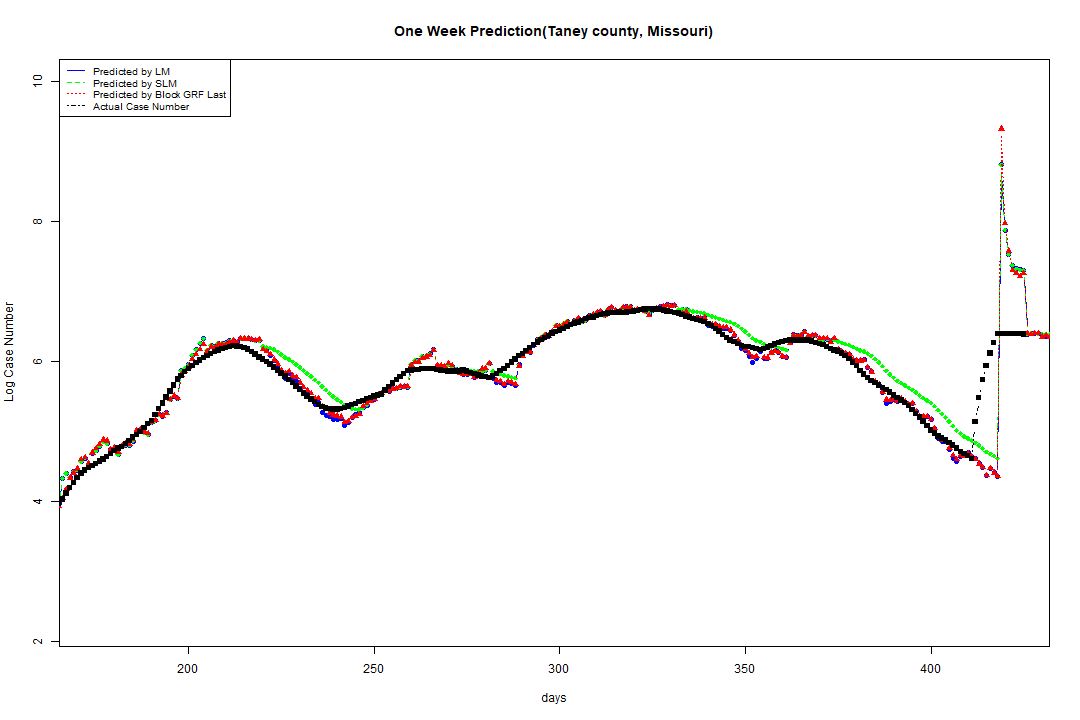 One Week Prediction(Taney county, Missouri)
Predicted by LM
Predicted by SLM
Predicted by Block GRF Last
Actual Case Number
10
8
6
4
2
Log Case Number
200
250
300
350
400
days